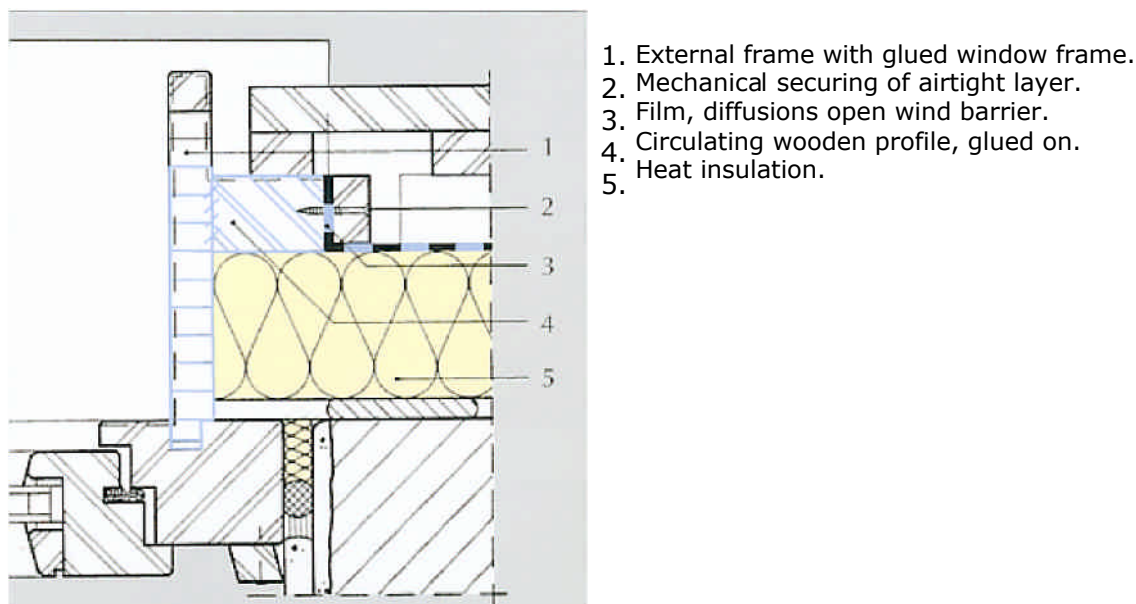 1. External frame with glued window frame.
2. Mechanical securing of airtight layer.
3. Film, diffusions open wind barrier.
4. Circulating wooden profile, glued on.
5. Heat insulation.
1
2
3
4
5